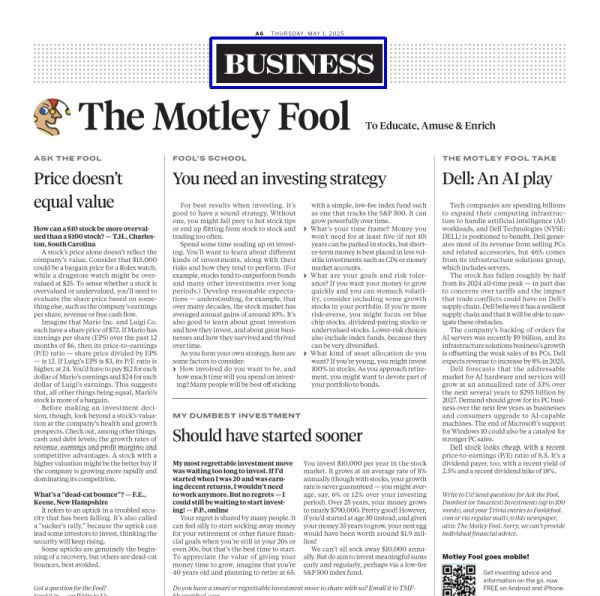 A6 THURSDAY, MAY 1, 2025
BUSINESS
The Motley Fool
To Educate, Amuse & Enrich
ASK THE FOOL
Price doesn't
equal value
How can a $10 stock be more overval-
ued than a $100 stock? — T.H., Charles-
ton, South Carolina
A stock's price alone doesn't reflect the
company's value. Consider that $15,000
could be a bargain price for a Rolex watch,
while a drugstore watch might be over-
valued at $25. To sense whether a stock is
overvalued or undervalued, you'll need to
evaluate the share price based on some-
thing else, such as the company's earnings
per share, revenue or free cash flow.
Imagine that Mario Inc. and Luigi Co.
each have a share price of $72. If Mario has
earnings per share (EPS) over the past 12
months of $6, then its price-to-earnings
(P/E) ratio — share price divided by EPS
— is 12. If Luigi's EPS is $3, its P/E ratio is
higher, at 24. You'd have to pay $12 for each
dollar of Mario's earnings and $24 for each
dollar of Luigi's earnings. This suggests
that, all other things being equal, Mario's
stock is more of a bargain.
Before making an investment deci-
sion, though, look beyond a stock's valua-
tion at the company's health and growth
prospects. Check out, among other things,
cash and debt levels; the growth rates of
revenue, earnings and profit margins; and
competitive advantages. A stock with a
higher valuation might be the better buy if
the company is growing more rapidly and
dominating its competition.
What's a "dead-cat bounce"? — F.E.,
Keene, New Hampshire
It refers to an uptick in a troubled secu-
rity that has been falling. It's also called
a "sucker's rally," because the uptick can
lead some investors to invest, thinking the
security will keep rising.
Some upticks are genuinely the begin-
ning of a recovery, but others are dead-cat
bounces, best avoided.
Got a question for the Fool?
FOOL'S SCHOOL
You need an investing strategy
For best results when investing, it's
good to have a sound strategy. Without
one, you might fall prey to hot stock tips
or end up flitting from stock to stock and
trading too often.
Spend some time reading up on invest-
ing. You'll want to learn about different
kinds of investments, along with their
risks and how they tend to perform. (For
example, stocks tend to outperform bonds
and many other investments over long
periods.) Develop reasonable expecta-
tions — understanding, for example, that
over many decades, the stock market has
averaged annual gains of around 10%. It's
also good to learn about great investors
and how they invest, and about great busi-
nesses and how they survived and thrived
over time.
As you form your strategy, here are
some factors to consider:
› How involved do you want to be, and
how much time will you spend on invest-
ing? Many people will be best off sticking
with a simple, low-fee index fund such
as one that tracks the S&P 500. It can
grow powerfully over time.
› What's your time frame? Money you
won't need for at least five (if not 10)
years can be parked in stocks, but short-
er-term money is best placed in less vol-
atile investments such as CDs or money
market accounts.
› What are your goals and risk toler-
ance? If you want your money to grow
quickly and you can stomach volatil-
ity, consider including some growth
stocks in your portfolio. If you're more
risk-averse, you might focus on blue
chip stocks, dividend-paying stocks or
undervalued stocks. Lower-risk choices
also include index funds, because they
can be very diversified.
› What kind of asset allocation do you
want? If you're young, you might invest
100% in stocks. As you approach retire-
ment, you might want to devote part of
your portfolio to bonds.
MY DUMBEST INVESTMENT
Should have started sooner
My most regrettable investment move
was waiting too long to invest. If I'd
started when I was 20 and was earn-
ing decent returns, I wouldn't need
to work anymore. But no regrets — I
could still be waiting to start invest-
ing! — P.P., online
Your regret is shared by many people. It
can feel silly to start socking away money
for your retirement or other future finan-
cial goals when you're still in your 20s or
even 30s, but that's the best time to start.
To appreciate the value of giving your
money time to grow, imagine that you're
40 years old and planning to retire at 65.
You invest $10,000 per year in the stock
market. It grows at an average rate of 8%
annually (though with stocks, your growth
rate is never guaranteed — you might aver-
age, say, 6% or 12% over your investing
period). Over 25 years, your money grows
to nearly $790,000. Pretty good? However,
if you'd started at age 30 instead, and given
your money 35 years to grow, your nest egg
would have been worth around $1.9 mil-
lion!
We can't all sock away $10,000 annu-
ally. But do aim to invest meaningful sums
early and regularly, perhaps via a low-fee
S&P 500 index fund.
Do you have a smart or regrettable investment move to share with us? Email it to TMF-
THE MOTLEY FOOL TAKE
Dell: An AI play
Tech companies are spending billions
to expand their computing infrastruc-
ture to handle artificial intelligence (AI)
workloads, and Dell Technologies (NYSE:
DELL) is positioned to benefit. Dell gener-
ates most of its revenue from selling PCs
and related accessories, but 46% comes
from its infrastructure solutions group,
which includes servers.
The stock has fallen roughly by half
from its 2024 all-time peak — in part due
to concerns over tariffs and the impact
that trade conflicts could have on Dell's
supply chain. Dell believes it has a resilient
supply chain and that it will be able to nav-
igate these obstacles.
The company's backlog of orders for
AI servers was recently $9 billion, and its
infrastructure solutions business's growth
is offsetting the weak sales of its PCs. Dell
expects revenue to increase by 8% in 2025.
Dell forecasts that the addressable
market for AI hardware and services will
grow at an annualized rate of 33% over
the next several years to $295 billion by
2027. Demand should grow for its PC busi-
ness over the next few years as businesses
and consumers upgrade to AI-capable
machines. The end of Microsoft's support
for Windows 10 could also be a catalyst for
stronger PC sales.
Dell stock looks cheap, with a recent
price-to-earnings (P/E) ratio of 8.5. It's a
dividend payer, too, with a recent yield of
2.5% and a recent dividend hike of 18%.
Write to Us! Send questions for Ask the Fool,
Dumbest (or Smartest) Investments (up to 100
words), and your Trivia entries to Fool@fool.
com or via regular mail c/o this newspaper,
attn: The Motley Fool. Sorry, we can't provide
individual financial advice.
Motley Fool goes mobile!
Get investing advice and
information on the go, now
FREE on Android and iPhone.